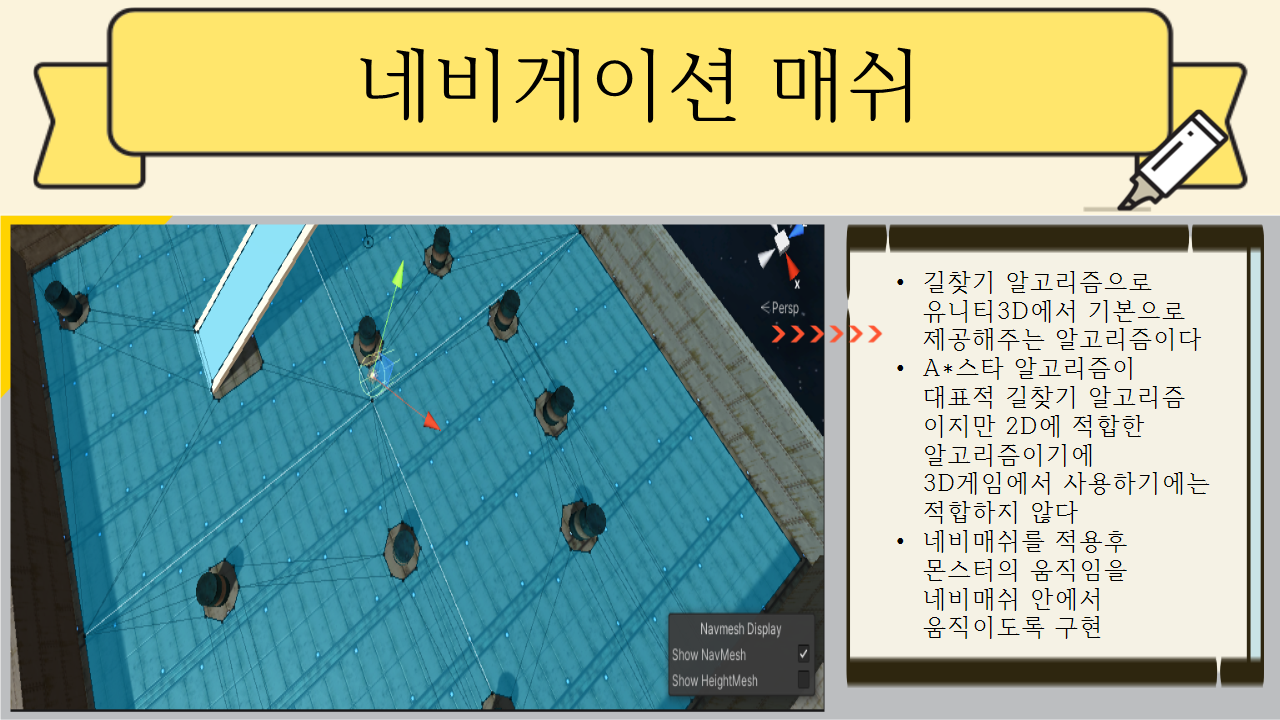 네비게이션 매쉬
x
Persp
• 길찾기 알고리즘으로
유니티3D에서 기본으로
제공해주는 알고리즘이다
• A*스타 알고리즘이
대표적 길찾기 알고리즘
이지만 2D에 적합한
알고리즘이기에
3D게임에서 사용하기에는
적합하지 않다
• 네비매쉬를 적용후
몬스터의 움직임을
네비매쉬 안에서
움직이도록 구현
Navmesh Display
Show NavMesh
Show HeightMesh